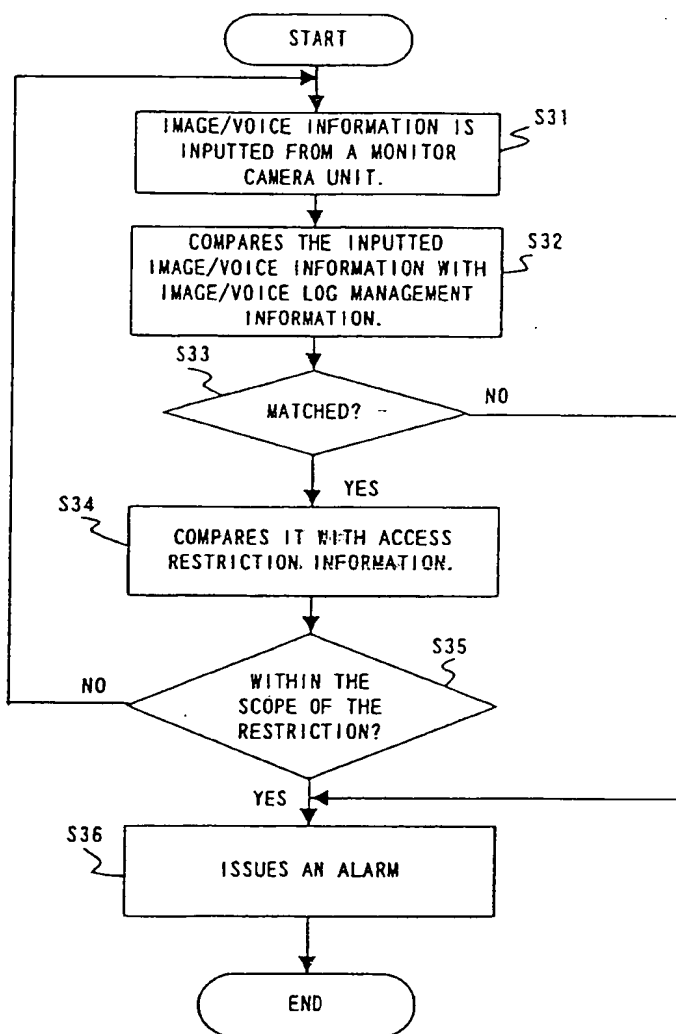 START
IMAGE/VOICE INFORMATION IS
INPUTTED FROM A MONITOR
CAMERA UNIT.
S31
COMPARES THE INPUTTED
IMAGE/VOICE INFORMATION WITH
IMAGE/VOICE LOG MANAGEMENT
INFORMATION.
S32
S33
MATCHED?
NO
YES
S34
COMPARES IT WITH ACCESS
RESTRICTION. INFORMATION.
S35
NO
WITHIN THE
SCOPE OF THE
RESTRICTION?
YES
S36
ISSUES AN ALARM
END